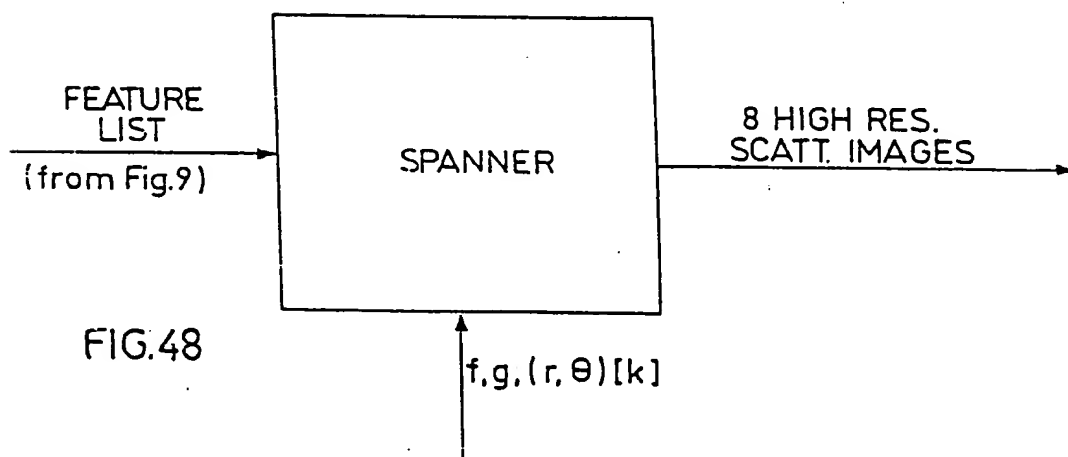 FEATURE
LIST
(from Fig.9)
SPANNER
8 HIGH RES.
SCATT. IMAGES
f,g,(r,θ)[k]
FIG.48